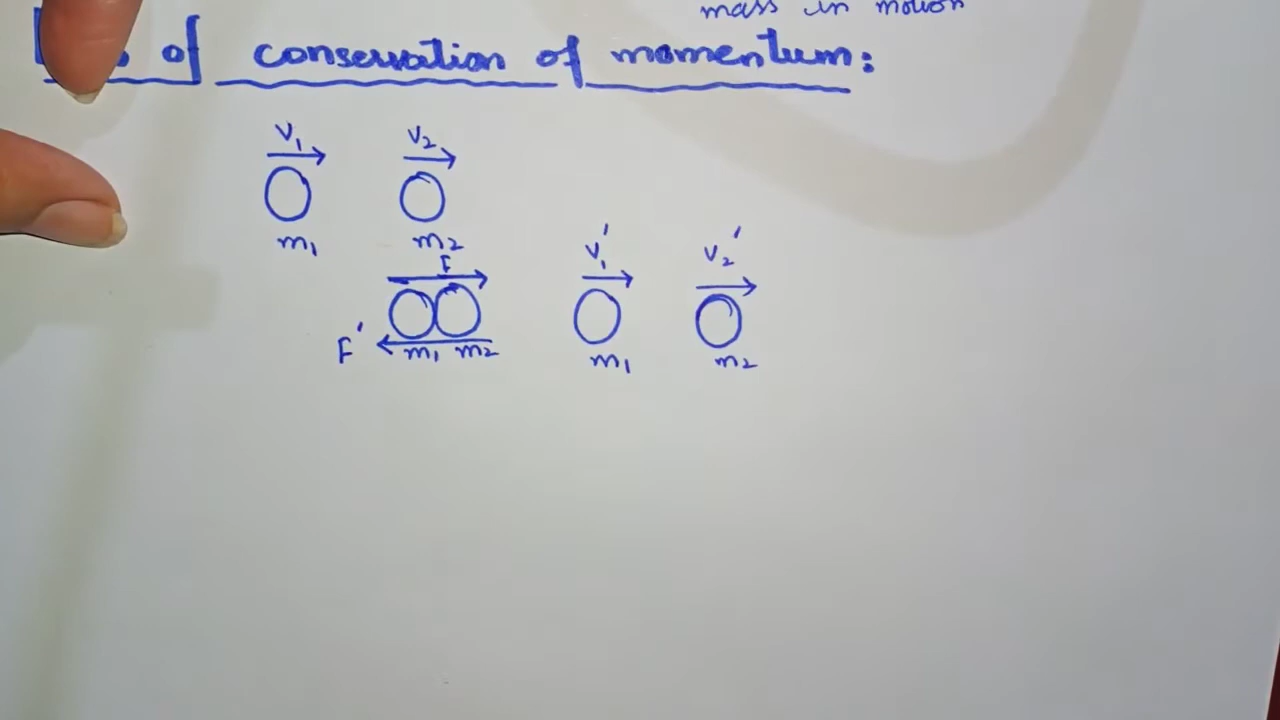 mass in motion
of conservation of momentum:
V₁ V₂
m₁ m₂
V₁' V₂'
F
F' m₁ m₂ m₁ m₂